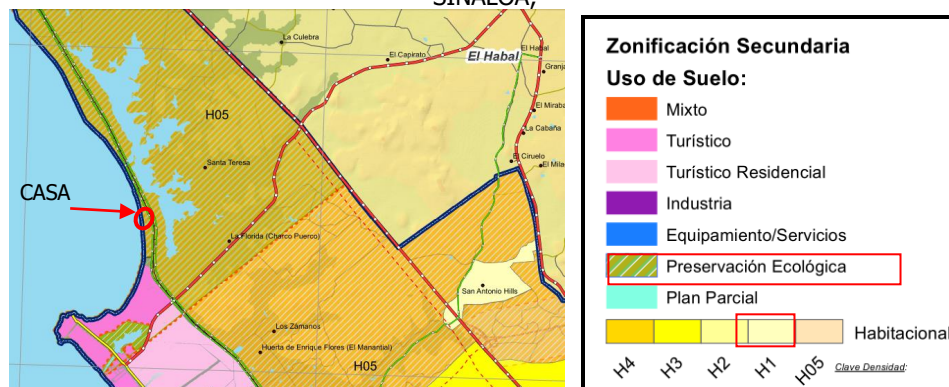 SINALOA,
La Culebra
El Capirato
El Habal
El Habal
Granja
H05
El Mirab
La Cabaña
El Ciruelo
El Mila
Santa Teresa
CASA
La Florida (Charco Puerco)
San Antonio Hills
Los Zámanos
Huerta de Enrique Flores (El Manantial)
H05
Zonificación Secundaria
Uso de Suelo:
Mixto
Turístico
Turístico Residencial
Industria
Equipamiento/Servicios
Preservación Ecológica
Plan Parcial
Habitacional
H4 H3 H2 H1 H05 Clave Densidad: